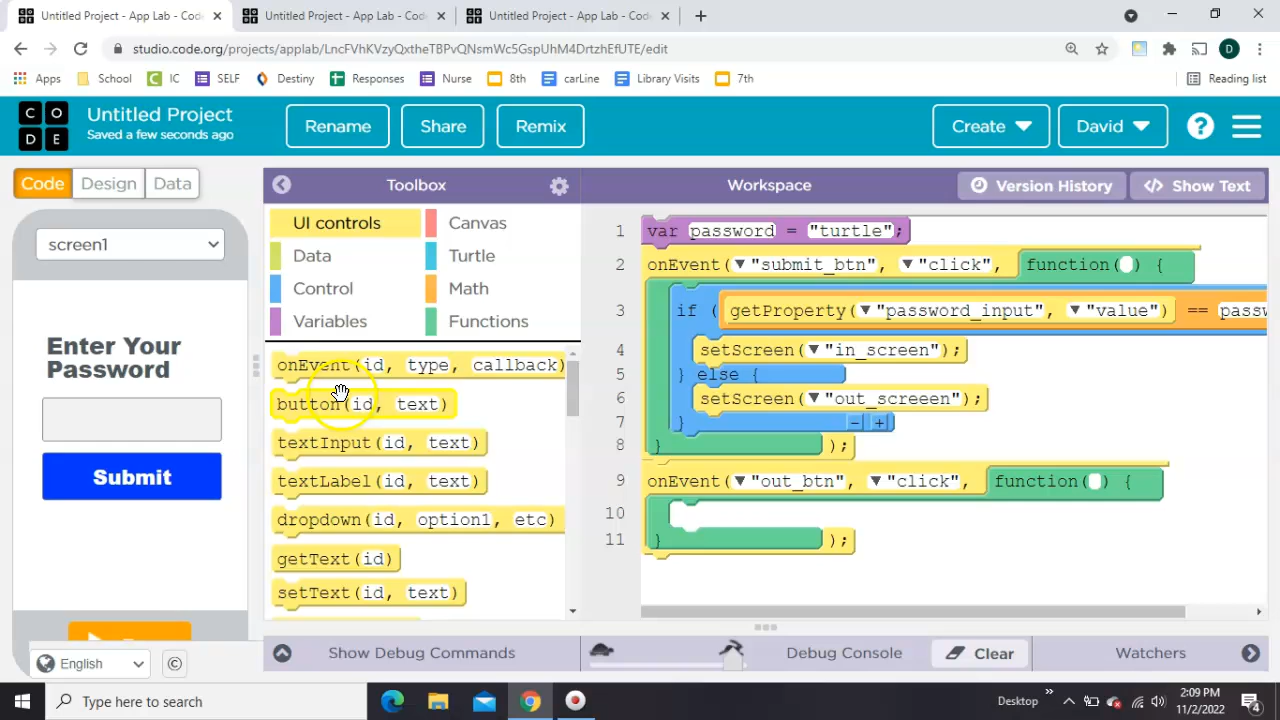 Untitled Project - App Lab - Cod
Untitled Project - App Lab - Cod
Untitled Project - App Lab - Cod
studio.code.org/projects/applab/LncFVhKVzyQxtheTBPvQNsmWc5GspUhM4DrtzhEfUTE/edit
Apps School IC SELF Destiny Responses Nurse 8th carLine Library Visits 7th Reading list
C O D E
Untitled Project
Saved a few seconds ago
Rename Share Remix Create David ?
Code Design Data
Toolbox
Workspace
Version History
Show Text
screen1
Enter Your
Password
Submit
UI controls Canvas
Data Turtle
Control Math
Variables Functions
onEvent(id, type, callback)
button(id, text)
textInput(id, text)
textLabel(id, text)
dropdown(id, option1, etc)
getText(id)
setText(id, text)
1 var password = "turtle";
2 onEvent("submit_btn", "click", function( ) {
3 if (getProperty("password_input", "value") == passw
4 setScreen("in_screen");
5 } else {
6 setScreen("out_screeen");
7 } - +
8 } );
9 onEvent("out_btn", "click", function( ) {
10
11 } );
English ©
Show Debug Commands
Debug Console
Clear
Watchers
Type here to search
Desktop
2:09 PM
11/2/2022
4